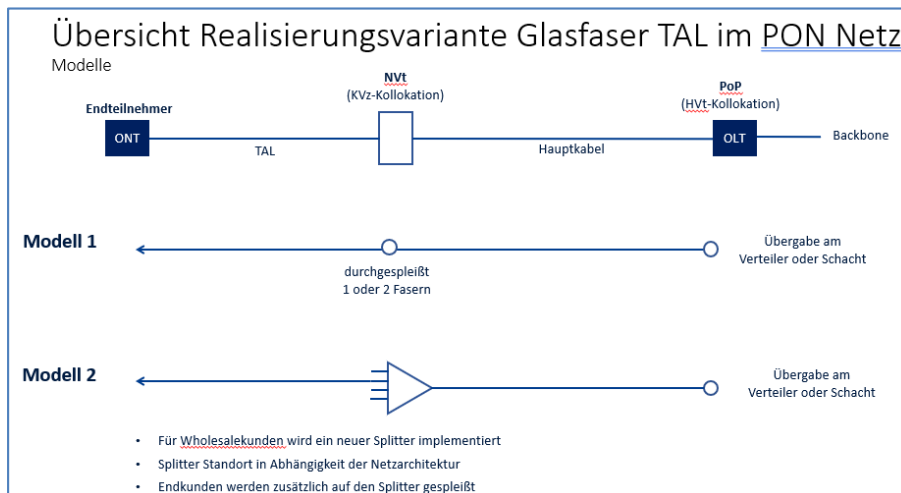 Übersicht Realisierungsvariante Glasfaser TAL im PON Netz
Modelle
NVt
(KVz-Kollokation)
PoP
(HVt-Kollokation)
Endteilnehmer
ONT
OLT
Backbone
TAL
Hauptkabel
Modell 1
durchgespleißt
1 oder 2 Fasern
Übergabe am
Verteiler oder Schacht
Modell 2
Übergabe am
Verteiler oder Schacht
• Für Wholesalekunden wird ein neuer Splitter implementiert
• Splitter Standort in Abhängigkeit der Netzarchitektur
• Endkunden werden zusätzlich auf den Splitter gespleißt